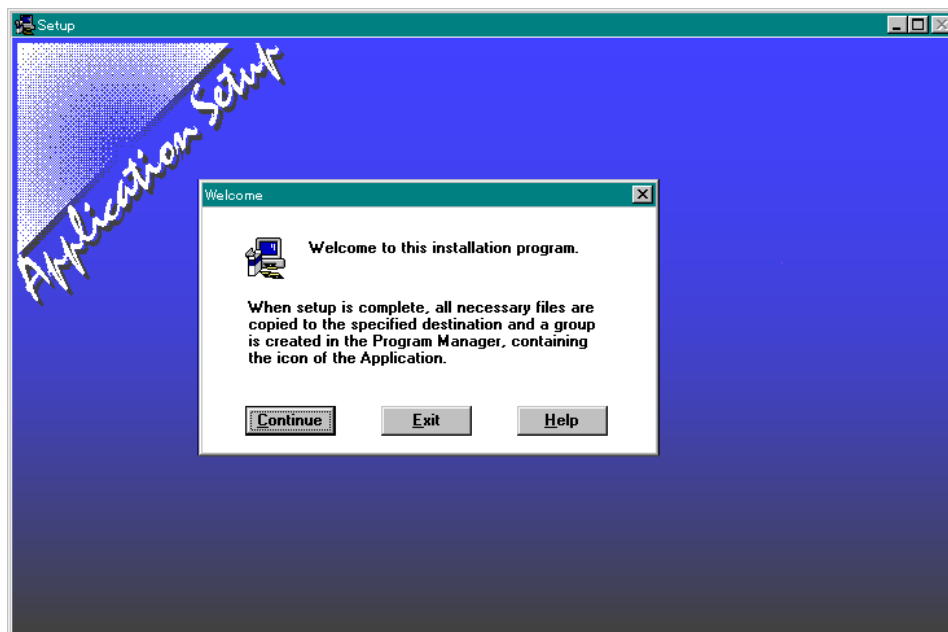 Setup
Application Setup
Welcome
Welcome to this installation program.
When setup is complete, all necessary files are
copied to the specified destination and a group
is created in the Program Manager, containing
the icon of the Application.
Continue
Exit
Help